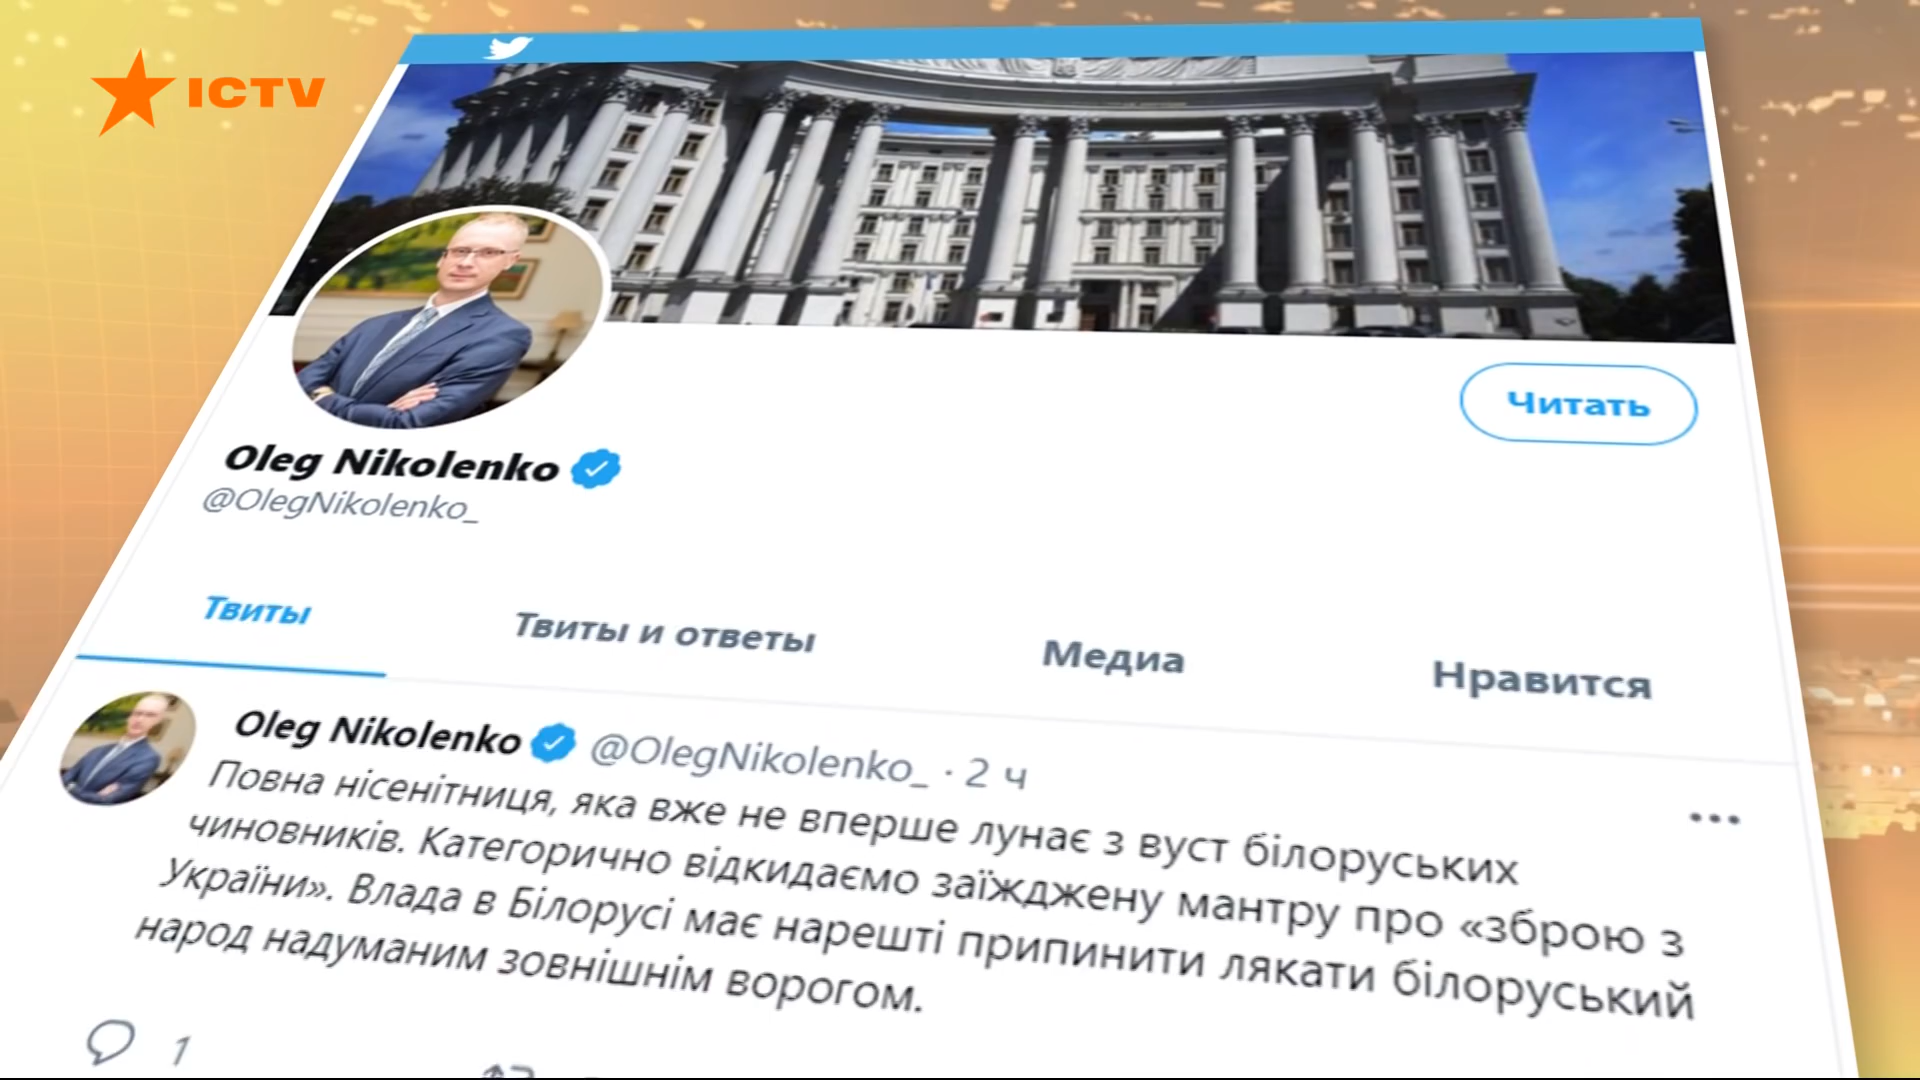 ICTV
Читать
Oleg Nikolenko
@OlegNikolenko_
Твиты
Твиты и ответы
Медиа
Нравится
Oleg Nikolenko @OlegNikolenko_ · 2 ч
Повна нісенітниця, яка вже не вперше лунає з вуст білоруських
чиновників. Категорично відкидаємо заїжджену мантру про «зброю з
України». Влада в Білорусі має нарешті припинити лякати білоруський
народ надуманим зовнішнім ворогом.
1